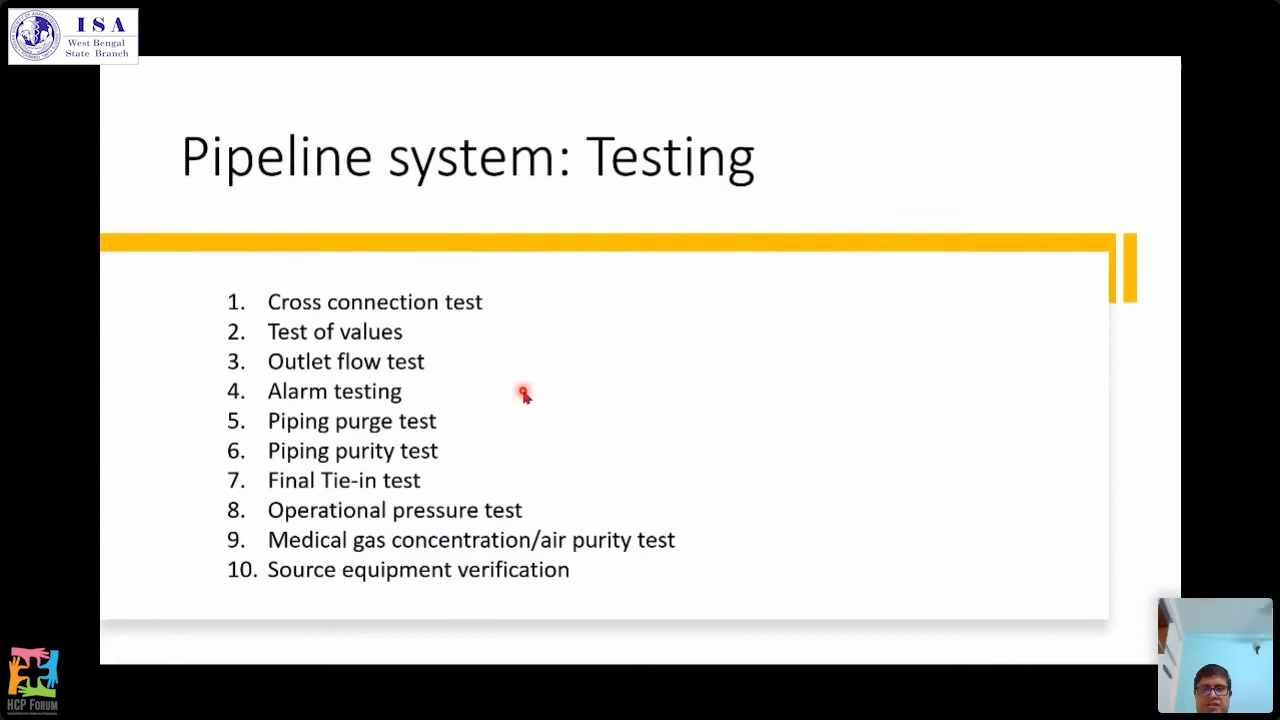 ISA
West Bengal
State Branch
Pipeline system: Testing
1. Cross connection test
2. Test of values
3. Outlet flow test
4. Alarm testing
5. Piping purge test
6. Piping purity test
7. Final Tie-in test
8. Operational pressure test
9. Medical gas concentration/air purity test
10. Source equipment verification
HCP FORUM